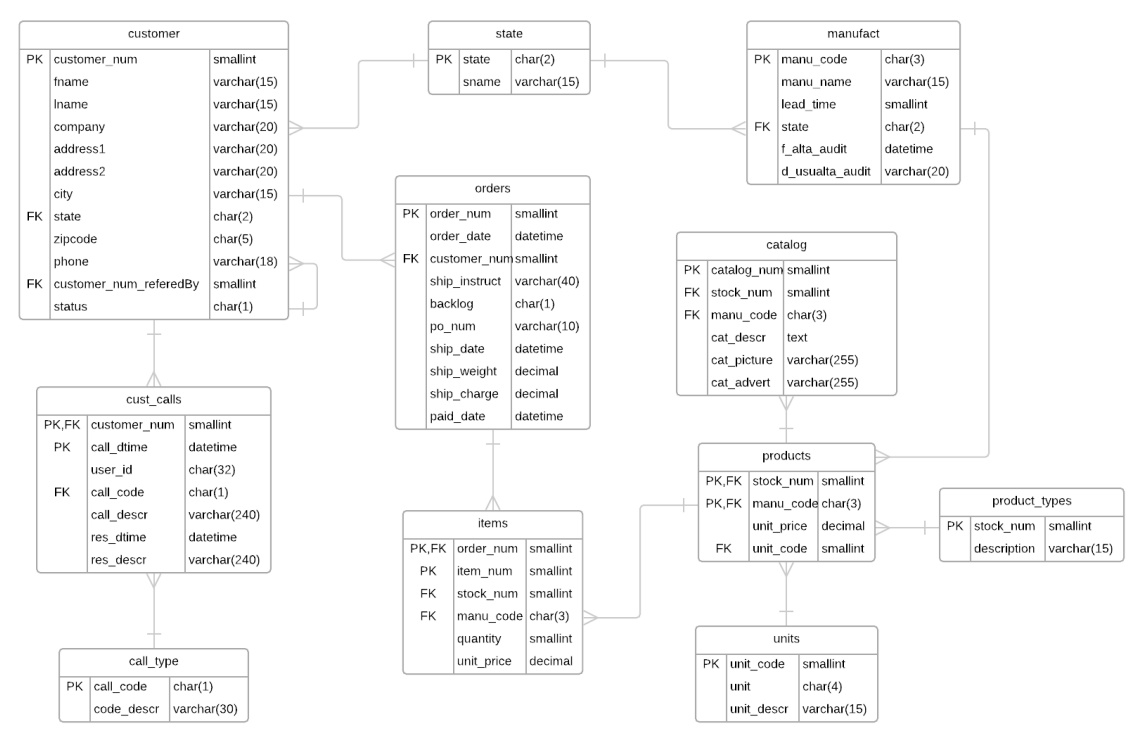 customer
PK customer_num smallint
fname varchar(15)
lname varchar(15)
company varchar(20)
address1 varchar(20)
address2 varchar(20)
city varchar(15)
FK state char(2)
zipcode char(5)
phone varchar(18)
FK customer_num_referedBy smallint
status char(1)
state
PK state char(2)
sname varchar(15)
manufact
PK manu_code char(3)
manu_name varchar(15)
lead_time smallint
FK state char(2)
f_alta_audit datetime
d_usualta_audit varchar(20)
orders
PK order_num smallint
order_date datetime
FK customer_num smallint
ship_instruct varchar(40)
backlog char(1)
po_num varchar(10)
ship_date datetime
ship_weight decimal
ship_charge decimal
paid_date datetime
catalog
PK catalog_num smallint
FK stock_num smallint
FK manu_code char(3)
cat_descr text
cat_picture varchar(255)
cat_advert varchar(255)
cust_calls
PK,FK customer_num smallint
PK call_dtime datetime
user_id char(32)
FK call_code char(1)
call_descr varchar(240)
res_dtime datetime
res_descr varchar(240)
items
PK,FK order_num smallint
PK item_num smallint
FK stock_num smallint
FK manu_code char(3)
quantity smallint
unit_price decimal
products
PK,FK stock_num smallint
PK,FK manu_code char(3)
unit_price decimal
FK unit_code smallint
product_types
PK stock_num smallint
description varchar(15)
call_type
PK call_code char(1)
code_descr varchar(30)
units
PK unit_code smallint
unit char(4)
unit_descr varchar(15)